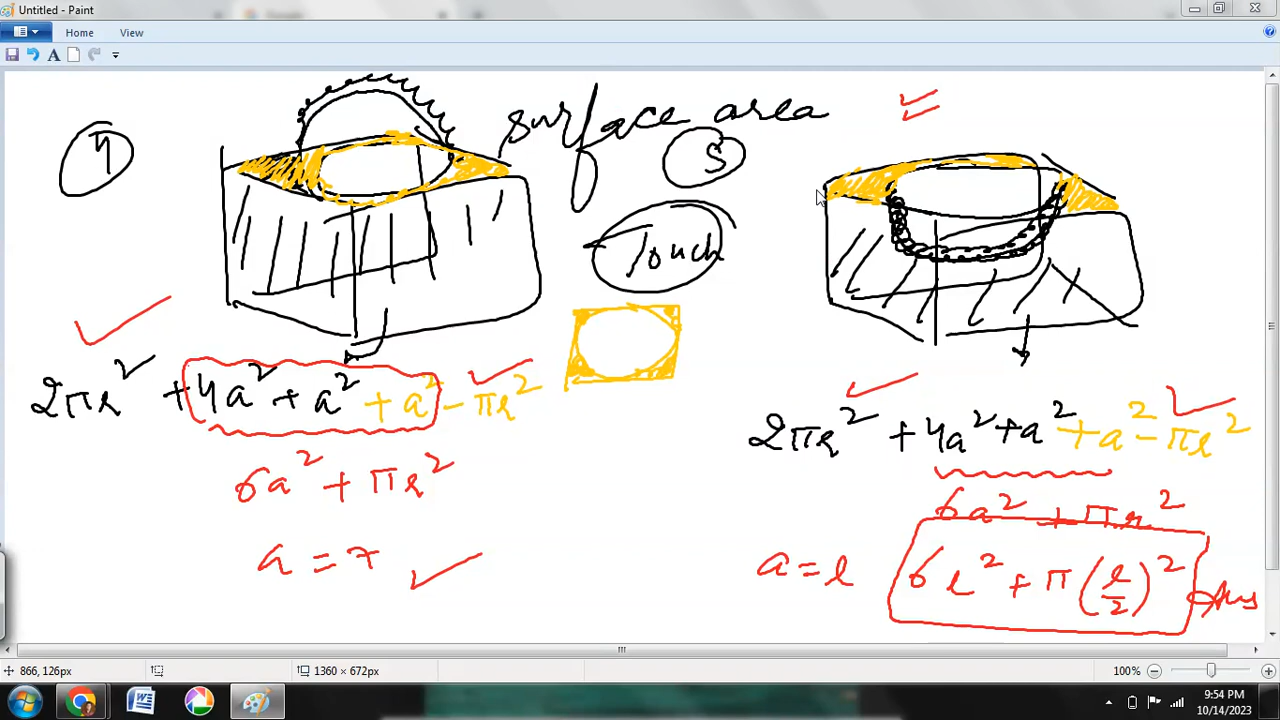 Untitled - Paint
Home
View
A
4
surface area
5
Touch
2πr² + 4a² + a² + a² - πr²
6a² + πr²
a = 7
2πr² + 4a² + a² + a² - πr²
6a² + πr²
a = l
6l² + π(l/2)² Ans
866, 126px
1360 × 672px
100%
9:54 PM
10/14/2023